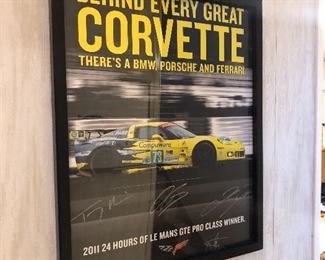 BEHIND EVERY GREAT
CORVETTE
THERE'S A BMW, PORSCHE AND FERRARI.
Compuware
73
2011 24 HOURS OF LE MANS GTE PRO CLASS WINNER.